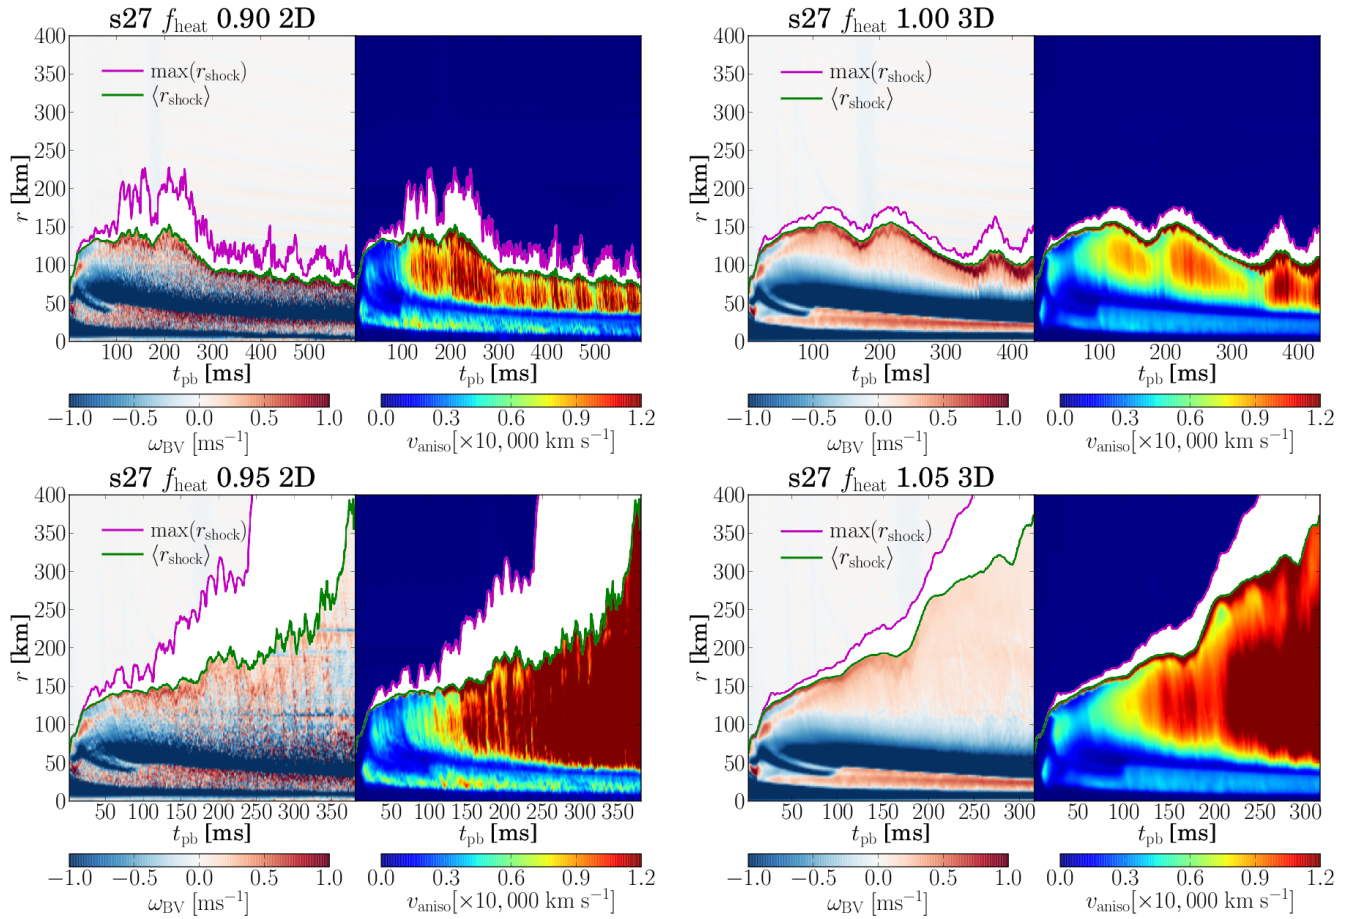 s27 f_heat 0.90 2D
max(r_shock)
⟨r_shock⟩
r [km]
400
350
300
250
200
150
100
50
0
100 200 300 400 500
100 200 300 400 500
t_pb [ms]
t_pb [ms]
−1.0 −0.5 0.0 0.5 1.0
ω_BV [ms⁻¹]
0.0 0.3 0.6 0.9 1.2
v_aniso[×10,000 km s⁻¹]
s27 f_heat 1.00 3D
max(r_shock)
⟨r_shock⟩
r [km]
400
350
300
250
200
150
100
50
0
100 200 300 400
100 200 300 400
t_pb [ms]
t_pb [ms]
−1.0 −0.5 0.0 0.5 1.0
ω_BV [ms⁻¹]
0.0 0.3 0.6 0.9 1.2
v_aniso[×10,000 km s⁻¹]
s27 f_heat 0.95 2D
max(r_shock)
⟨r_shock⟩
r [km]
400
350
300
250
200
150
100
50
0
50 100 150 200 250 300 350
50 100 150 200 250 300 350
t_pb [ms]
t_pb [ms]
−1.0 −0.5 0.0 0.5 1.0
ω_BV [ms⁻¹]
0.0 0.3 0.6 0.9 1.2
v_aniso[×10,000 km s⁻¹]
s27 f_heat 1.05 3D
max(r_shock)
⟨r_shock⟩
r [km]
400
350
300
250
200
150
100
50
0
50 100 150 200 250 300
50 100 150 200 250 300
t_pb [ms]
t_pb [ms]
−1.0 −0.5 0.0 0.5 1.0
ω_BV [ms⁻¹]
0.0 0.3 0.6 0.9 1.2
v_aniso[×10,000 km s⁻¹]